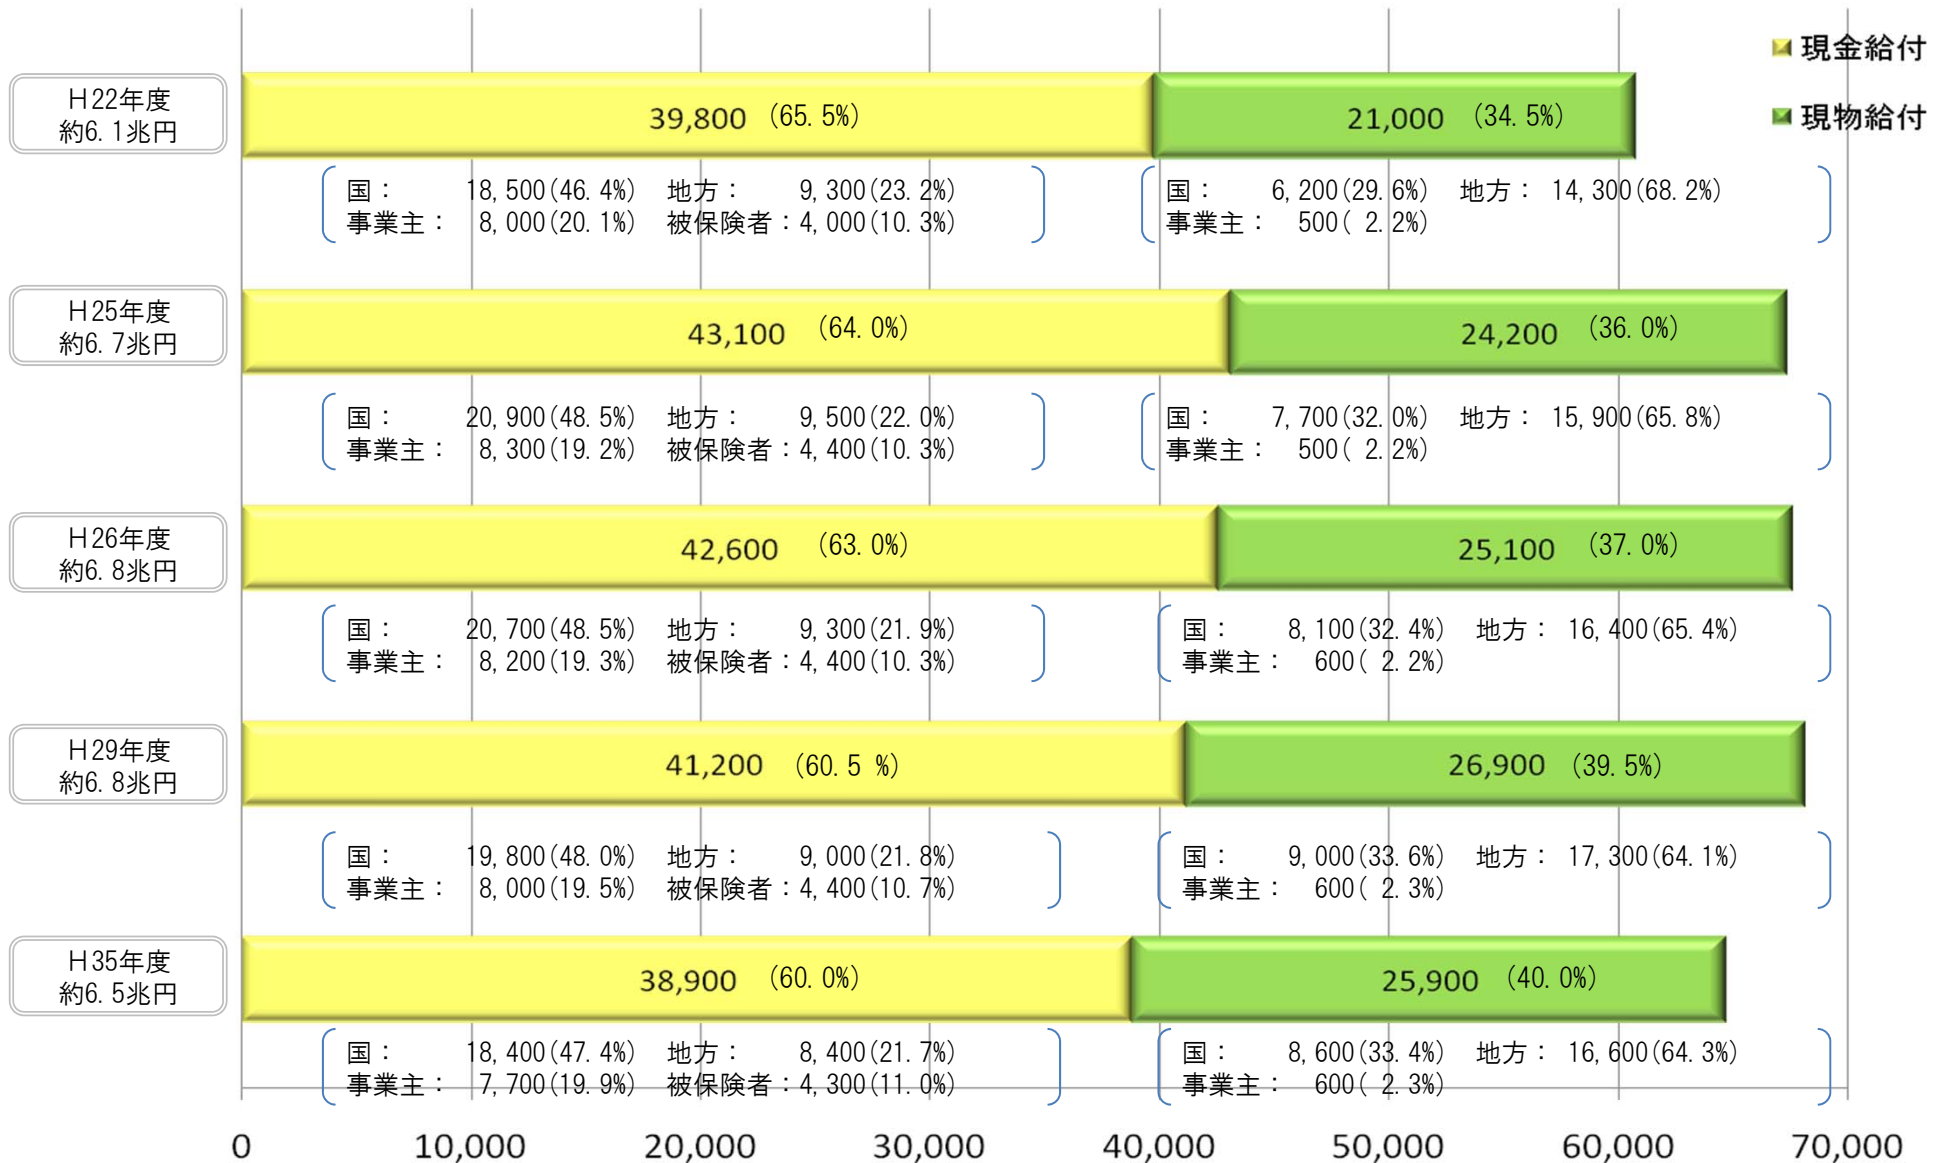 現金給付
現物給付
H22年度
約6.1兆円
39,800 (65.5%)
21,000 (34.5%)
国： 18,500(46.4%) 地方： 9,300(23.2%)
事業主： 8,000(20.1%) 被保険者：4,000(10.3%)
国： 6,200(29.6%) 地方： 14,300(68.2%)
事業主： 500( 2.2%)
H25年度
約6.7兆円
43,100 (64.0%)
24,200 (36.0%)
国： 20,900(48.5%) 地方： 9,500(22.0%)
事業主： 8,300(19.2%) 被保険者：4,400(10.3%)
国： 7,700(32.0%) 地方： 15,900(65.8%)
事業主： 500( 2.2%)
H26年度
約6.8兆円
42,600 (63.0%)
25,100 (37.0%)
国： 20,700(48.5%) 地方： 9,300(21.9%)
事業主： 8,200(19.3%) 被保険者：4,400(10.3%)
国： 8,100(32.4%) 地方： 16,400(65.4%)
事業主： 600( 2.2%)
H29年度
約6.8兆円
41,200 (60.5 %)
26,900 (39.5%)
国： 19,800(48.0%) 地方： 9,000(21.8%)
事業主： 8,000(19.5%) 被保険者：4,400(10.7%)
国： 9,000(33.6%) 地方： 17,300(64.1%)
事業主： 600( 2.3%)
H35年度
約6.5兆円
38,900 (60.0%)
25,900 (40.0%)
国： 18,400(47.4%) 地方： 8,400(21.7%)
事業主： 7,700(19.9%) 被保険者：4,300(11.0%)
国： 8,600(33.4%) 地方： 16,600(64.3%)
事業主： 600( 2.3%)
0 10,000 20,000 30,000 40,000 50,000 60,000 70,000